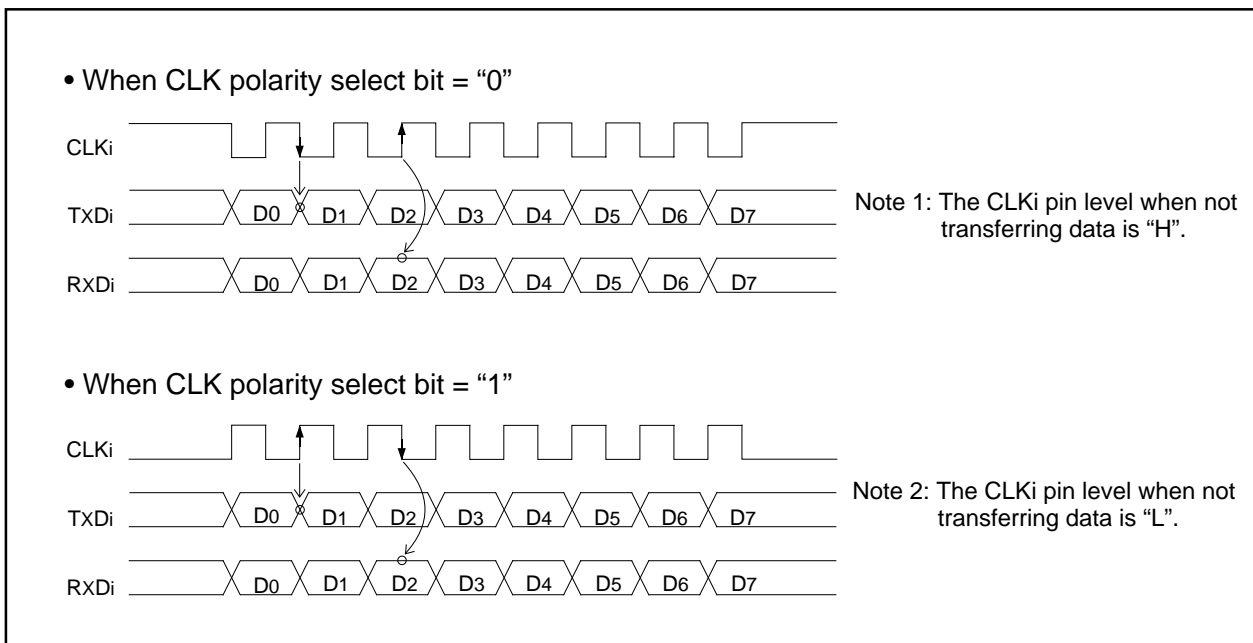 • When CLK polarity select bit = “0”
CLKi
TXDi D0 D1 D2 D3 D4 D5 D6 D7
RXDi D0 D1 D2 D3 D4 D5 D6 D7
Note 1: The CLKi pin level when not
transferring data is “H”.
• When CLK polarity select bit = “1”
CLKi
TXDi D0 D1 D2 D3 D4 D5 D6 D7
RXDi D0 D1 D2 D3 D4 D5 D6 D7
Note 2: The CLKi pin level when not
transferring data is “L”.